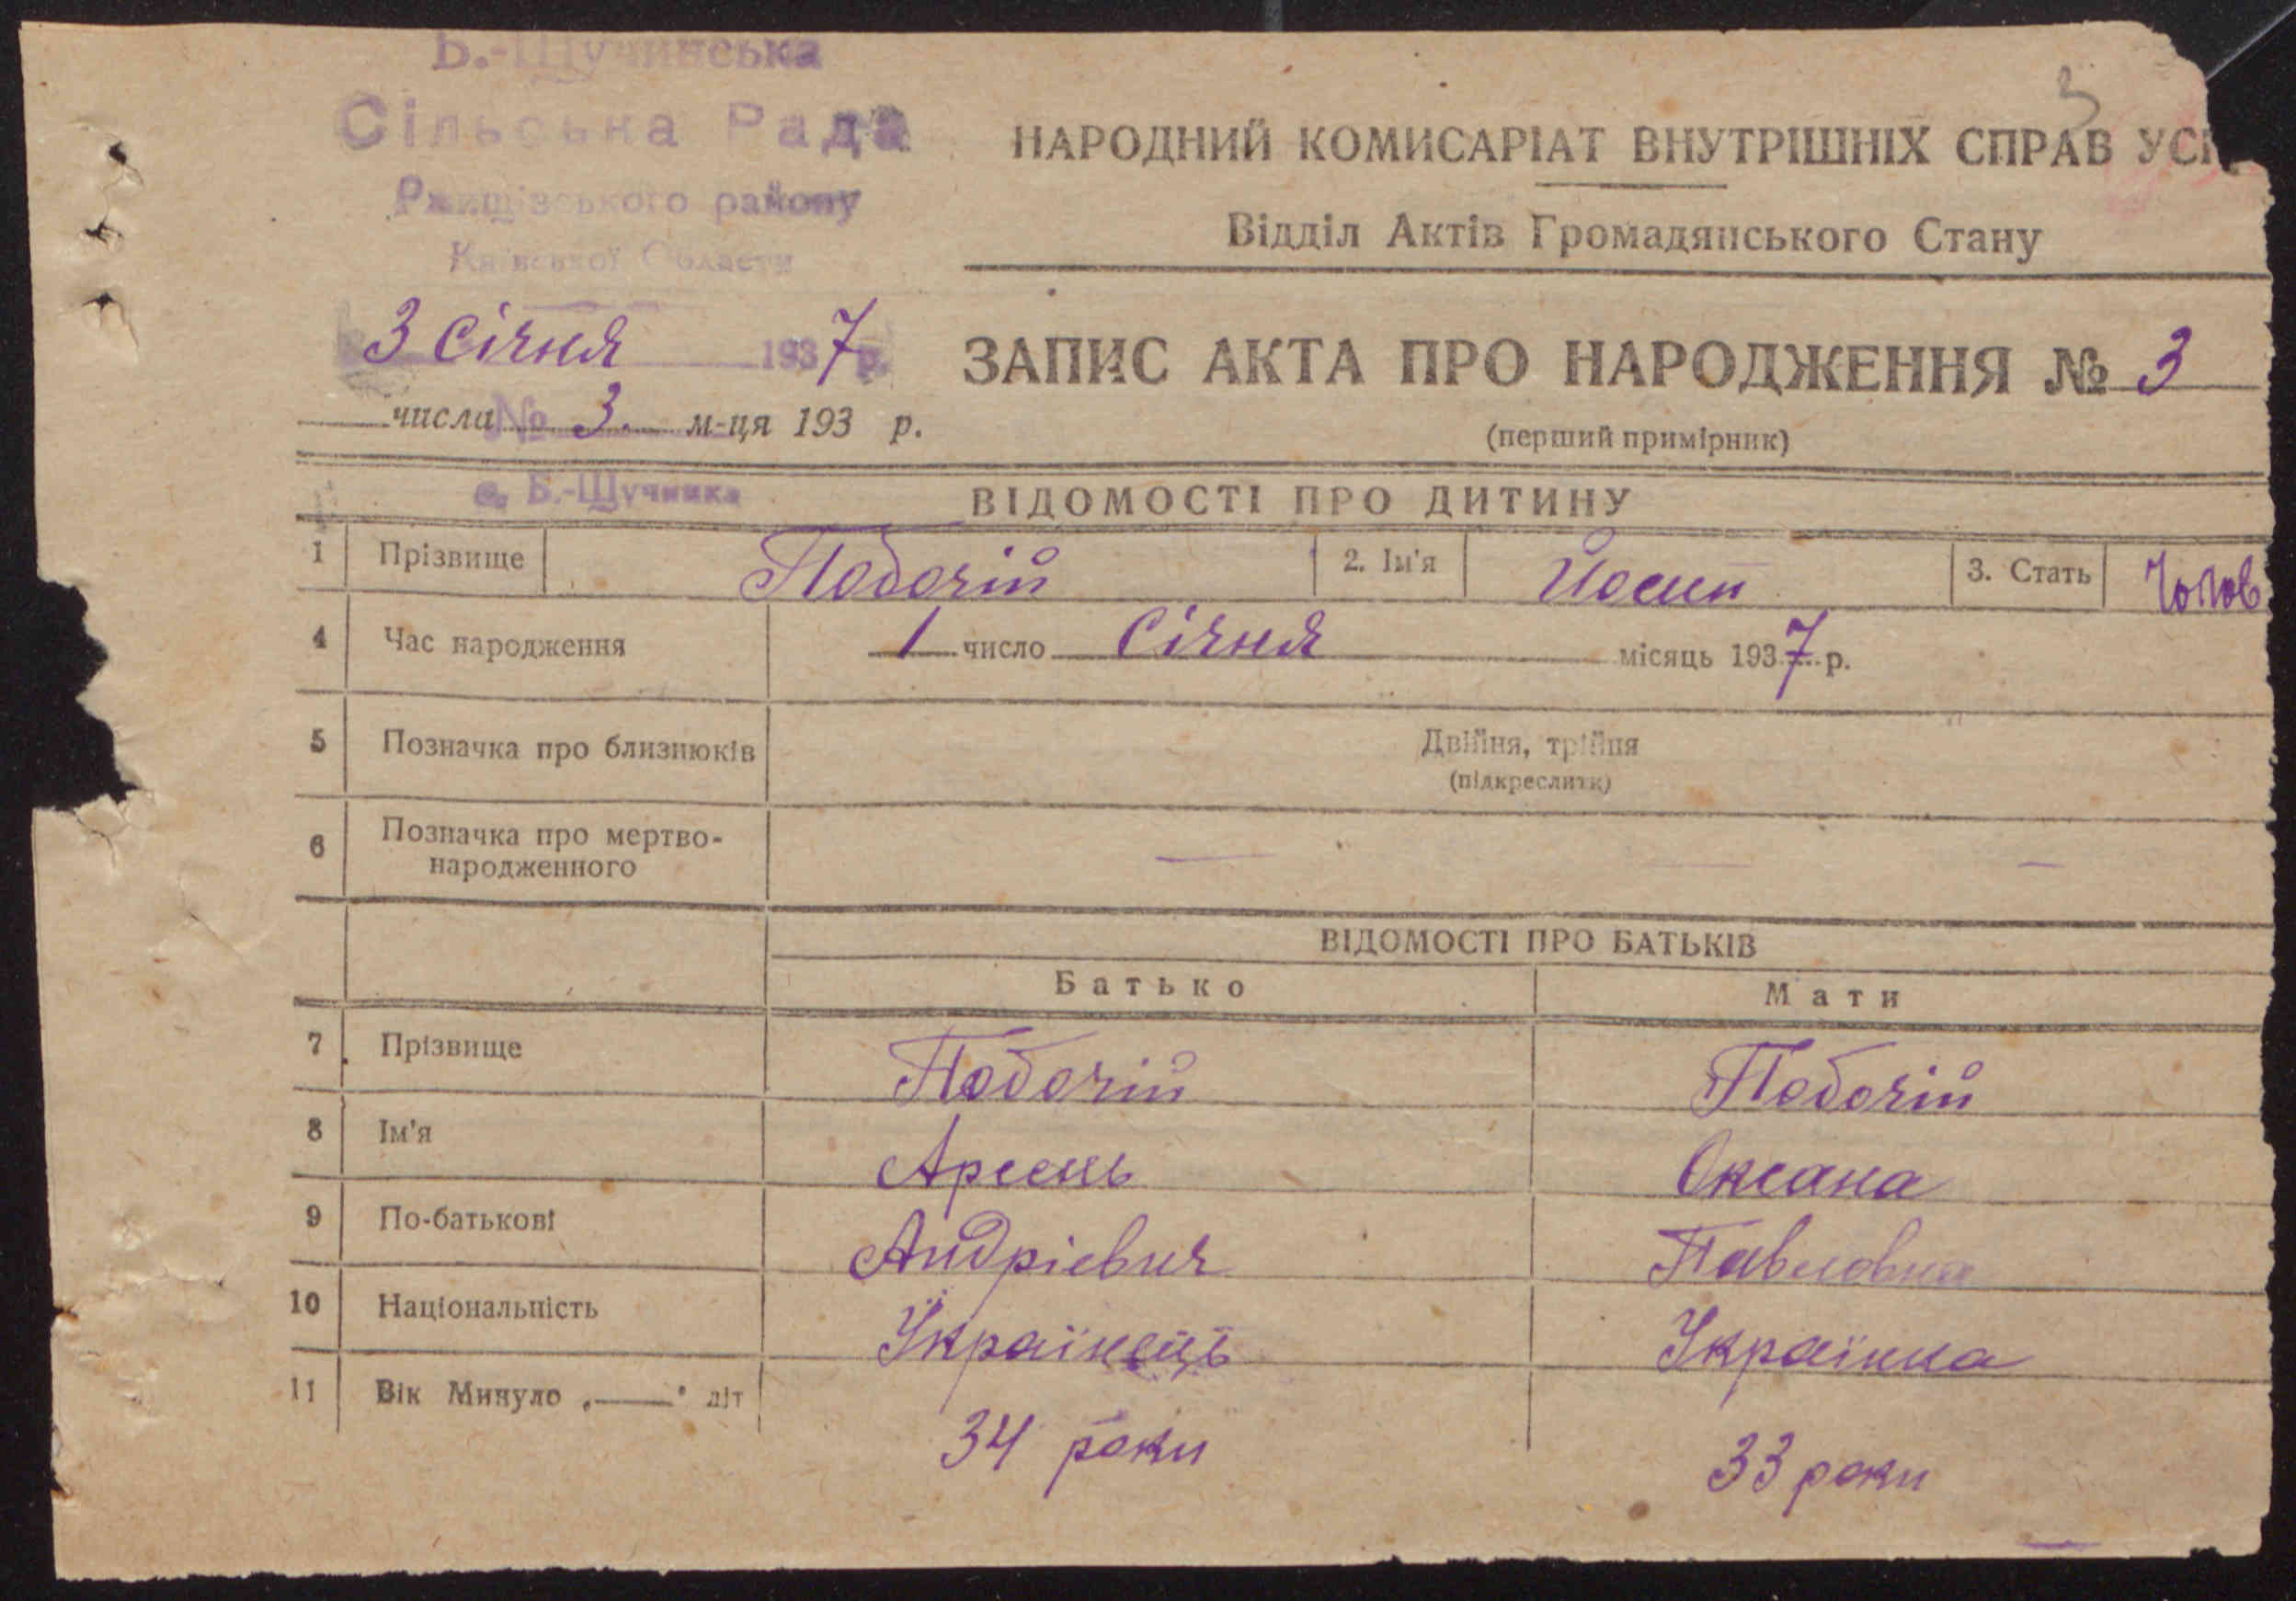 Б.-Щучинська
Сільська Рада
Ржищівського району
Київської Области
3 Січня 1937 р.
№ 3.
числа м-ця 193 р.
с. Б.-Щучинка
3
НАРОДНИЙ КОМИСАРІАТ ВНУТРІШНІХ СПРАВ
Відділ Актів Громадянського Стану
ЗАПИС АКТА ПРО НАРОДЖЕННЯ № 3
(перший примірник)
ВІДОМОСТІ ПРО ДИТИНУ
1 Прізвище Побочій 2. Ім'я Йосип 3. Стать Чолов
4 Час народження 1 число Січня місяць 1937 р.
5 Позначка про близнюків Двійня, трійня
(підкреслити)
6 Позначка про мертво-
народженного — — —
ВІДОМОСТІ ПРО БАТЬКІВ
Батько Мати
7 Прізвище Побочій Побочій
8 Ім'я Арсень Оксана
9 По-батькові Андрієвич Павловна
10 Національність Українець Українка
11 Вік Минуло „——" літ 34 роки 33 роки